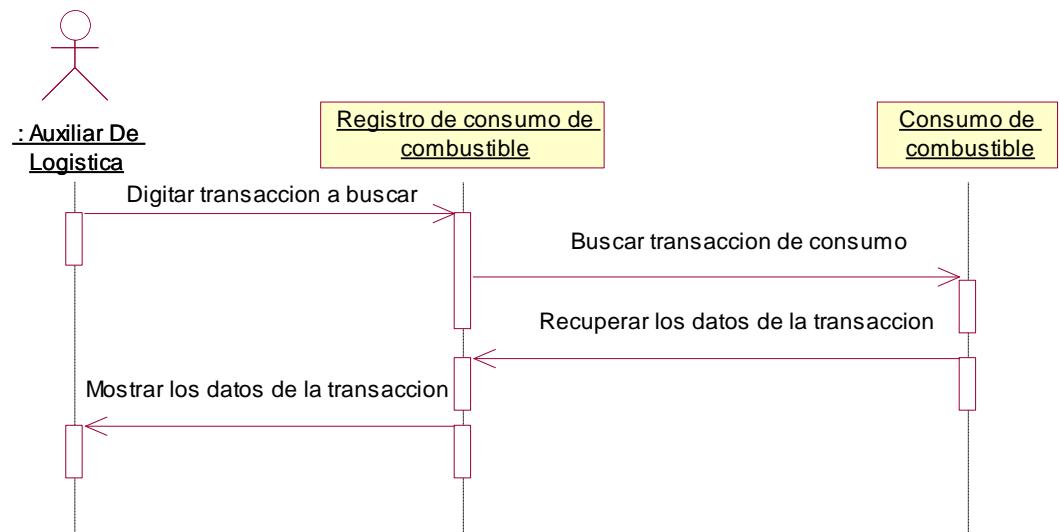 : Auxiliar De
Logistica
Registro de consumo de
combustible
Consumo de
combustible
Digitar transaccion a buscar
Buscar transaccion de consumo
Recuperar los datos de la transaccion
Mostrar los datos de la transaccion